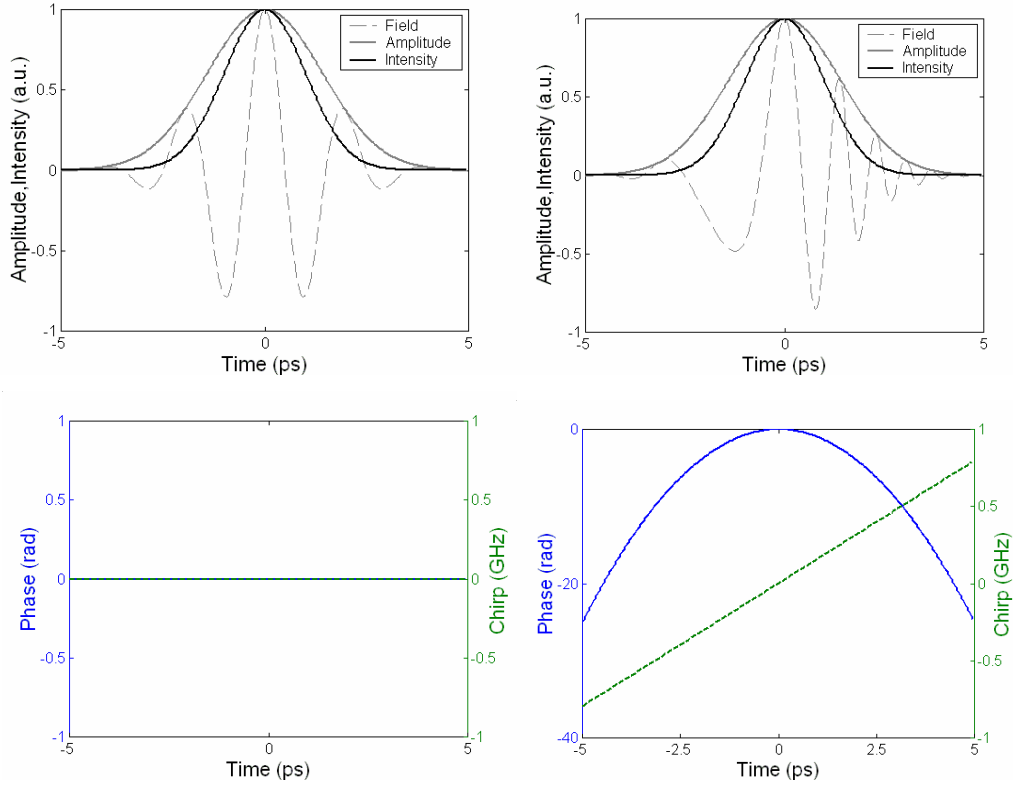 1
0.5
0
-0.5
-1
-5
0
5
Time (ps)
Amplitude,Intensity (a.u.)
Field
Amplitude
Intensity
1
0.5
0
-0.5
-1
-5
0
5
Time (ps)
Amplitude,Intensity (a.u.)
Field
Amplitude
Intensity
1
0.5
0
-0.5
-1
Phase (rad)
1
0.5
0
-0.5
-1
Chirp (GHz)
-5
0
5
Time (ps)
0
-20
-40
Phase (rad)
1
0.5
0
-0.5
-1
Chirp (GHz)
-5
-2.5
0
2.5
5
Time (ps)